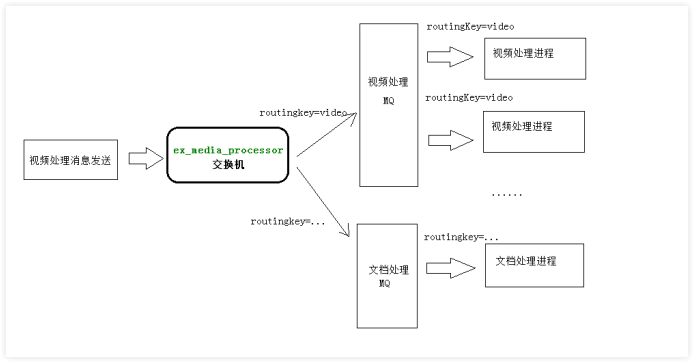 routingKey=video
视频处理进程
视频处理
MQ
routingKey=video
routingkey=video
视频处理进程
ex_media_processor
交换机
视频处理消息发送
......
routingkey=...
routingkey=...
文档处理
MQ
文档处理进程